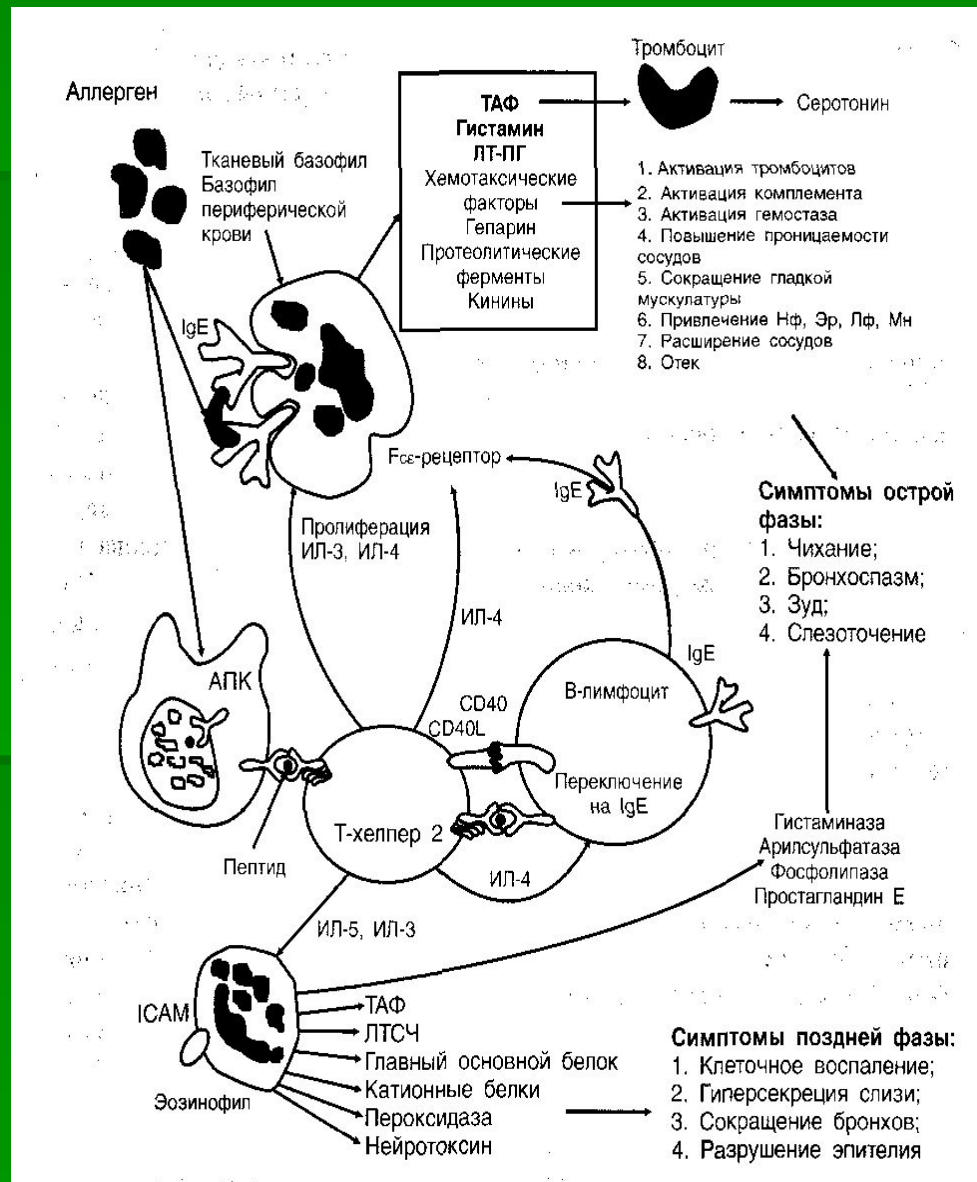 Аллерген
Тканевый базофил
Базофил
периферической
крови
IgE
ТАФ
Гистамин
ЛТ-ПГ
Хемотаксические
факторы
Гепарин
Протеолитические
ферменты
Кинины
Тромбоцит
Серотонин
1. Активация тромбоцитов
2. Активация комплемента
3. Активация гемостаза
4. Повышение проницаемости
сосудов
5. Сокращение гладкой
мускулатуры
6. Привлечение Нф, Эр, Лф, Мн
7. Расширение сосудов
8. Отек
Fcε-рецептор
IgE
Пролиферация
ИЛ-3, ИЛ-4
ИЛ-4
Симптомы острой
фазы:
1. Чихание;
2. Бронхоспазм;
3. Зуд;
4. Слезоточение
АПК
CD40
CD40L
В-лимфоцит
IgE
Переключение
на IgE
Т-хелпер 2
Пептид
ИЛ-4
Гистаминаза
Арилсульфатаза
Фосфолипаза
Простагландин Е
ИЛ-5, ИЛ-3
ICAM
Эозинофил
ТАФ
ЛТСЧ
Главный основной белок
Катионные белки
Пероксидаза
Нейротоксин
Симптомы поздней фазы:
1. Клеточное воспаление;
2. Гиперсекреция слизи;
3. Сокращение бронхов;
4. Разрушение эпителия